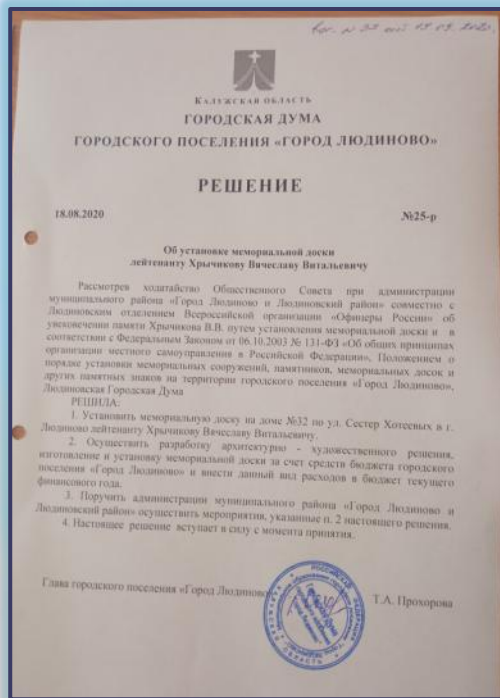 КАЛУЖСКАЯ ОБЛАСТЬ
ГОРОДСКАЯ ДУМА
ГОРОДСКОГО ПОСЕЛЕНИЯ «ГОРОД ЛЮДИНОВО»
РЕШЕНИЕ
18.08.2020 №25-р
Об установке мемориальной доски
лейтенанту Хрычикову Вячеславу Витальевичу
Рассмотрев ходатайство Общественного Совета при администрации
муниципального района «Город Людиново и Людиновский район» совместно с
Людиновским отделением Всероссийской организации «Офицеры России» об
увековечении памяти Хрычикова В.В. путем установления мемориальной доски и в
соответствии с Федеральным Законом от 06.10.2003 № 131-ФЗ «Об общих принципах
организации местного самоуправления в Российской Федерации», Положением о
порядке установки мемориальных сооружений, памятников, мемориальных досок и
других памятных знаков на территории городского поселения «Город Людиново»,
Людиновская Городская Дума
РЕШИЛА:
1. Установить мемориальную доску на доме №32 по ул. Сестер Хотеевых в г.
Людиново лейтенанту Хрычикову Вячеславу Витальевичу.
2. Осуществить разработку архитектурно - художественного решения,
изготовление и установку мемориальной доски за счет средств бюджета городского
поселения «Город Людиново» и внести данный вид расходов в бюджет текущего
финансового года.
3. Поручить администрации муниципального района «Город Людиново и
Людиновский район» осуществить мероприятия, указанные п. 2 настоящего решения.
4. Настоящее решение вступает в силу с момента принятия.
Глава городского поселения «Город Людиново» Т.А. Прохорова